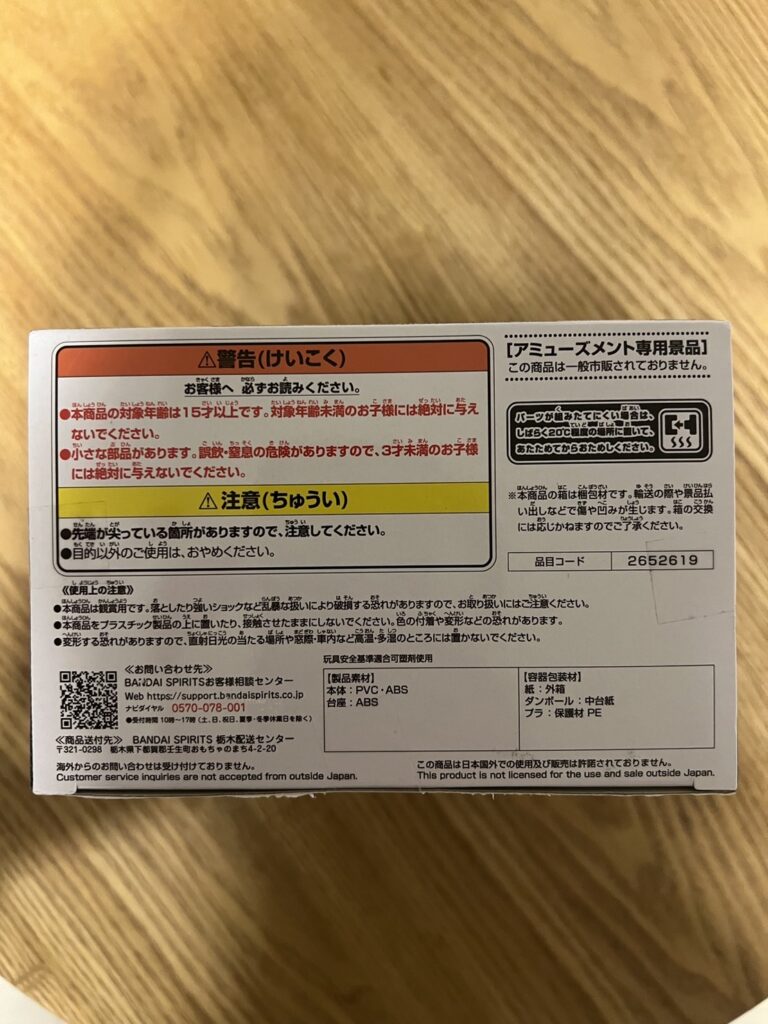 ⚠警告(けいこく)
お客様へ 必ずお読みください。
●本商品の対象年齢は15才以上です。対象年齢未満のお子様には絶対に与え
ないでください。
●小さな部品があります。誤飲・窒息の危険がありますので、3才未満のお子様
には絶対に与えないでください。
⚠注意(ちゅうい)
●先端が尖っている箇所がありますので、注意してください。
●目的以外のご使用は、おやめください。
[アミューズメント専用景品]
この商品は一般市販されておりません。
パーツが組みたてにくい場合は、
しばらく20℃程度の場所に置いて、
あたためてからおためしください。
※本商品の箱は梱包材です。輸送の際や景品払
い出しなどで傷や凹みが生じます。箱の交換
には応じかねますのでご了承ください。
品目コード 2652619
《使用上の注意》
●本商品は観賞用です。落としたり強いショックなど乱暴な扱いにより破損する恐れがありますので、お取り扱いにはご注意ください。
●本商品をプラスチック製品の上に置いたり、接触させたままにしないでください。色の付着や変形などの恐れがあります。
●変形する恐れがありますので、直射日光の当たる場所や窓際・車内など高温・多湿のところには置かないでください。
《お問い合わせ先》
BANDAI SPIRITSお客様相談センター
Web https://support.bandaispirits.co.jp
ナビダイヤル 0570-078-001
●受付時間 10時~17時 (土、日、祝日、夏季・冬季休業日を除く)
《商品送付先》 BANDAI SPIRITS 栃木配送センター
〒321-0298 栃木県下都賀郡壬生町おもちゃのまち4-2-20
玩具安全基準適合可塑剤使用
【製品素材】
本体:PVC・ABS
台座:ABS
【容器包装材】
紙:外箱
ダンボール:中台紙
プラ:保護材 PE
海外からのお問い合わせは受け付けておりません。
Customer service inquiries are not accepted from outside Japan.
この商品は日本国外での使用及び販売は許諾されておりません。
This product is not licensed for the use and sale outside Japan.